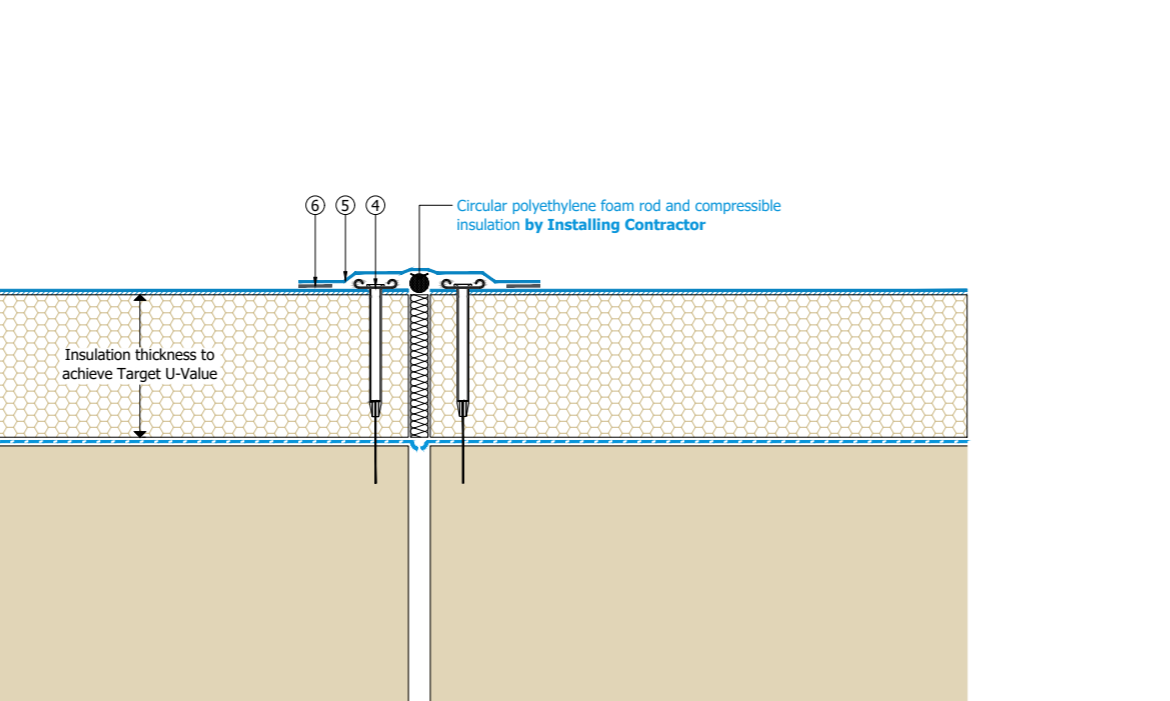 6 5 4
Circular polyethylene foam rod and compressible
insulation by Installing Contractor
Insulation thickness to
achieve Target U-Value